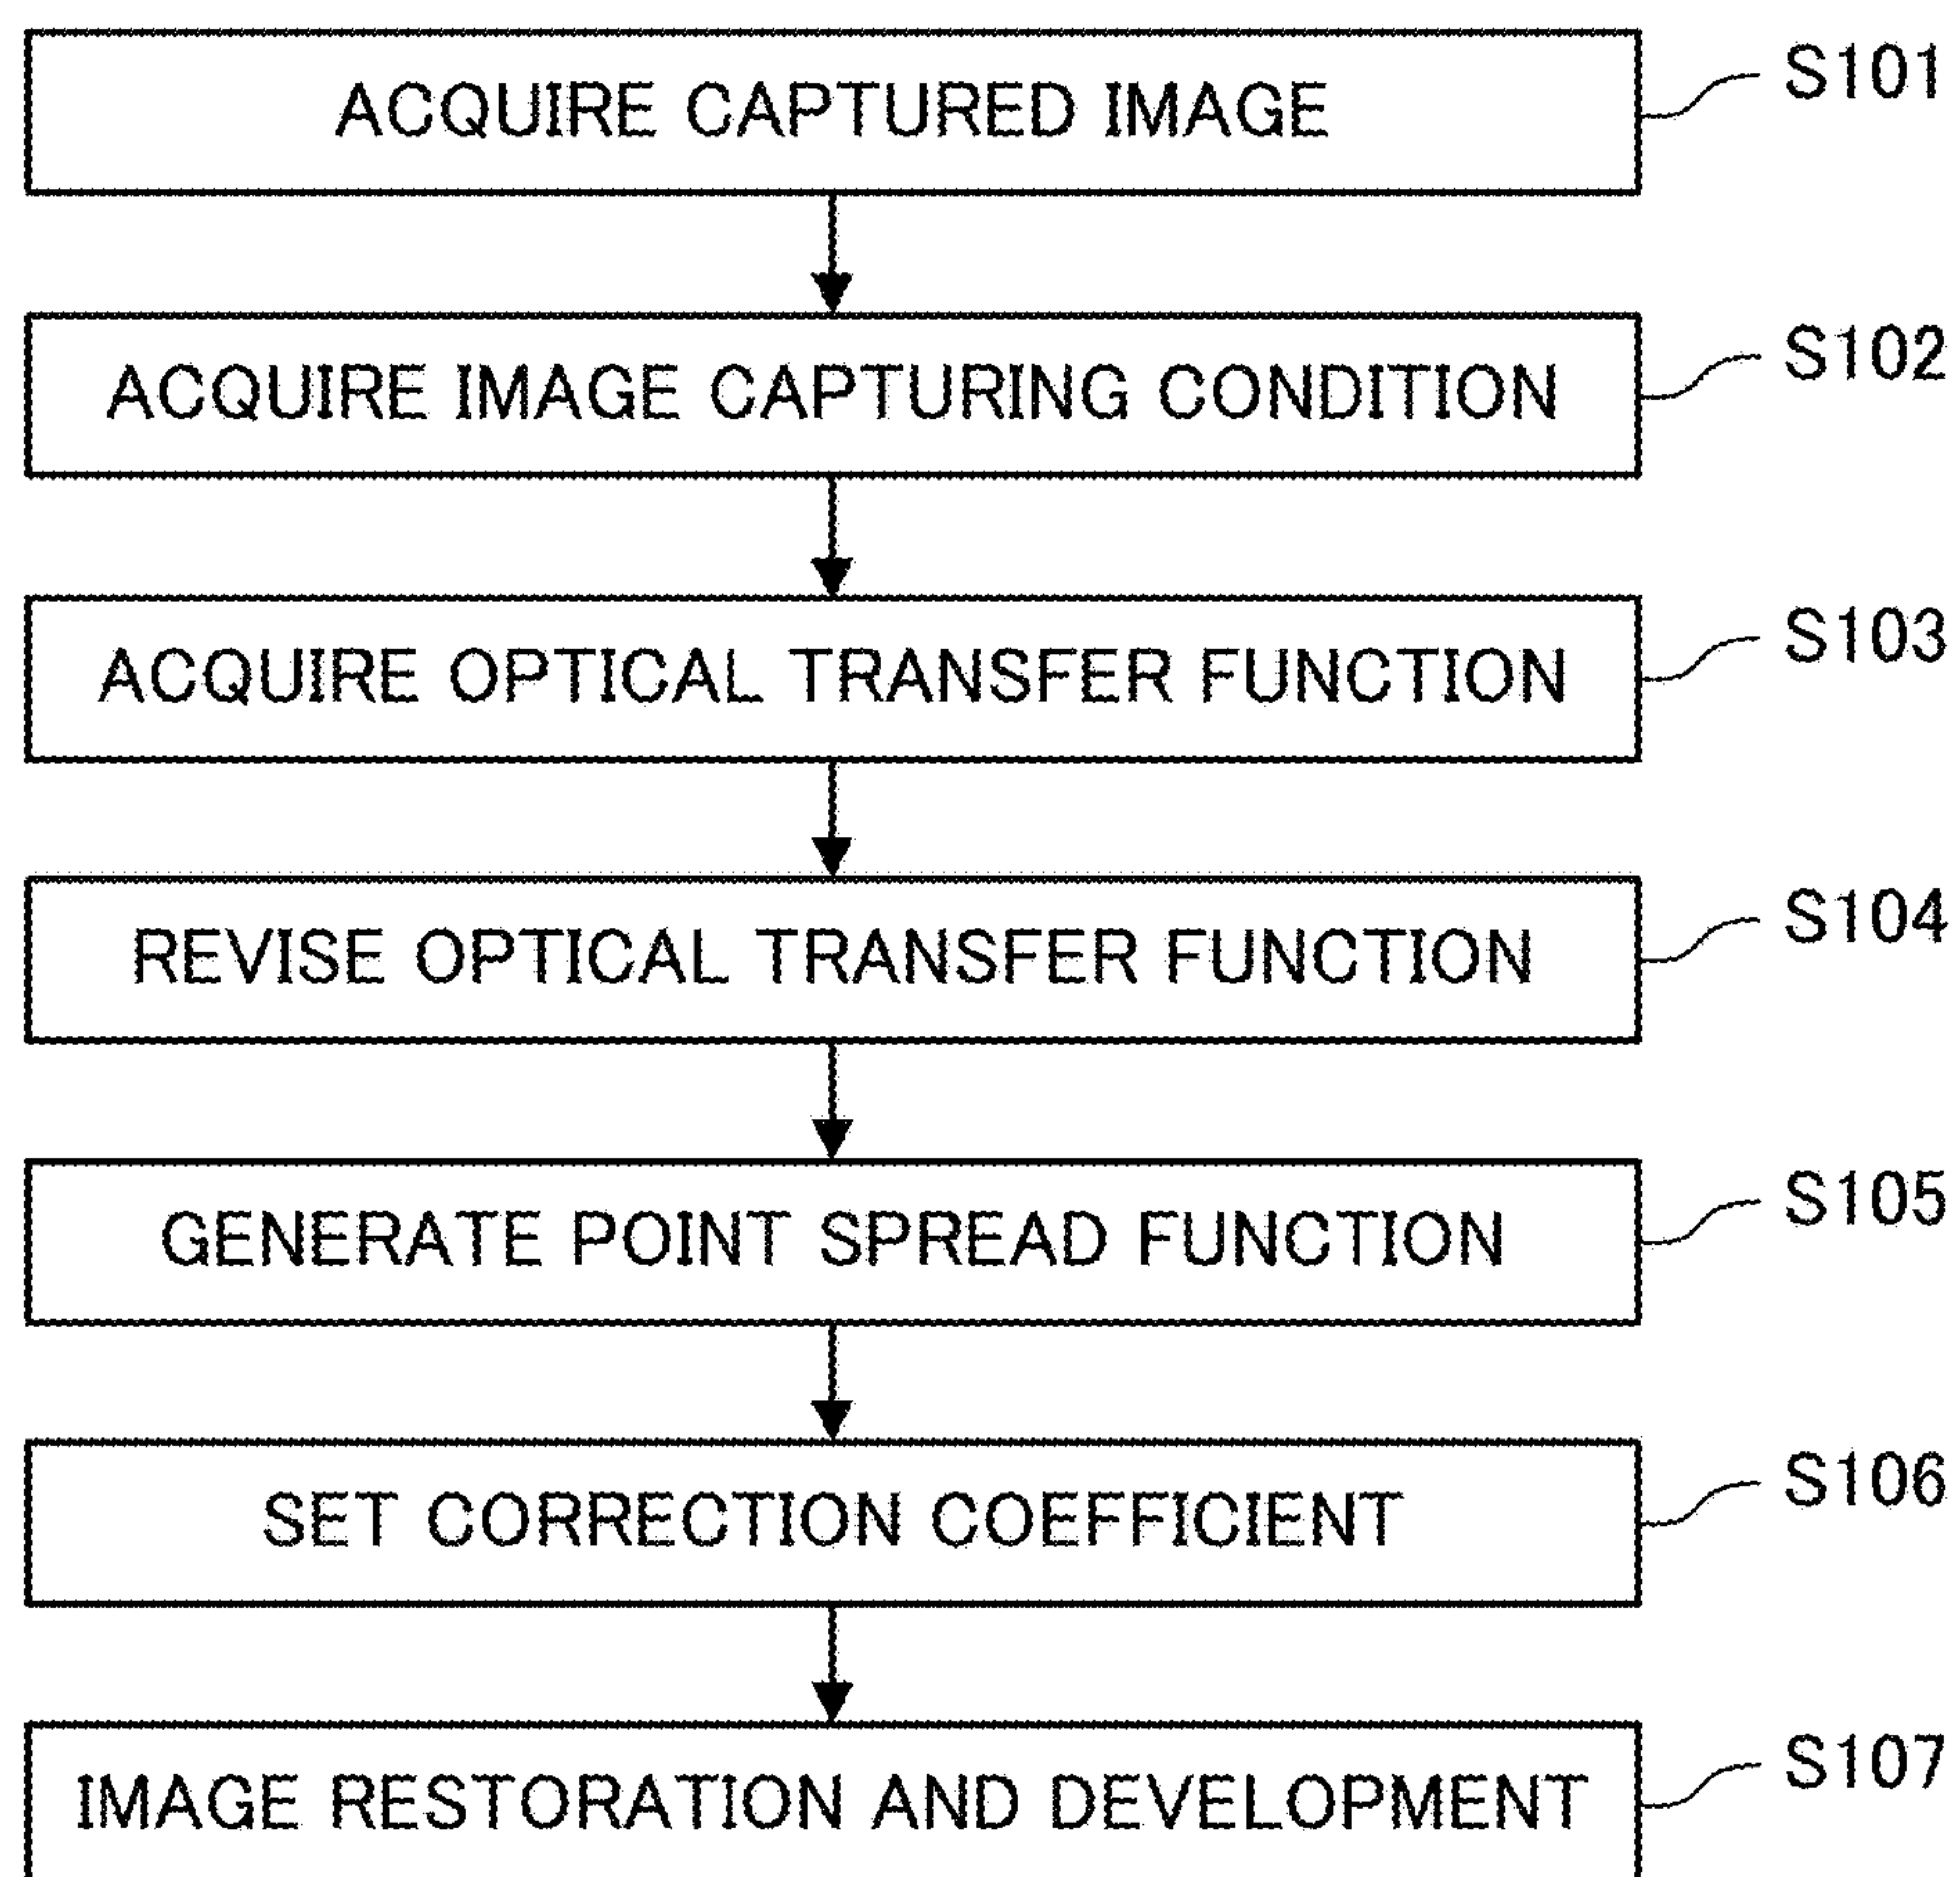 ACQUIRE CAPTURED IMAGE S101
ACQUIRE IMAGE CAPTURING CONDITION S102
ACQUIRE OPTICAL TRANSFER FUNCTION S103
REVISE OPTICAL TRANSFER FUNCTION S104
GENERATE POINT SPREAD FUNCTION S105
SET CORRECTION COEFFICIENT S106
IMAGE RESTORATION AND DEVELOPMENT S107